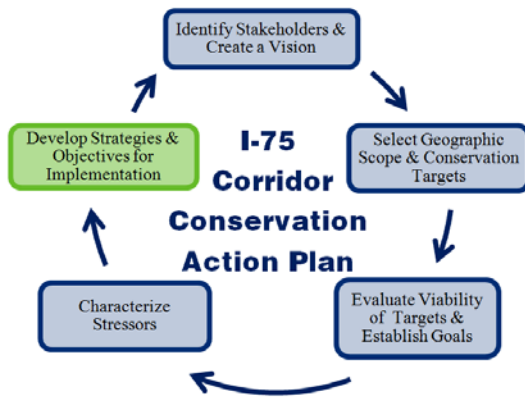 Identify Stakeholders &
Create a Vision
Develop Strategies &
Objectives for
Implementation
I-75
Corridor
Conservation
Action Plan
Select Geographic
Scope & Conservation
Targets
Characterize
Stressors
Evaluate Viability
of Targets &
Establish Goals